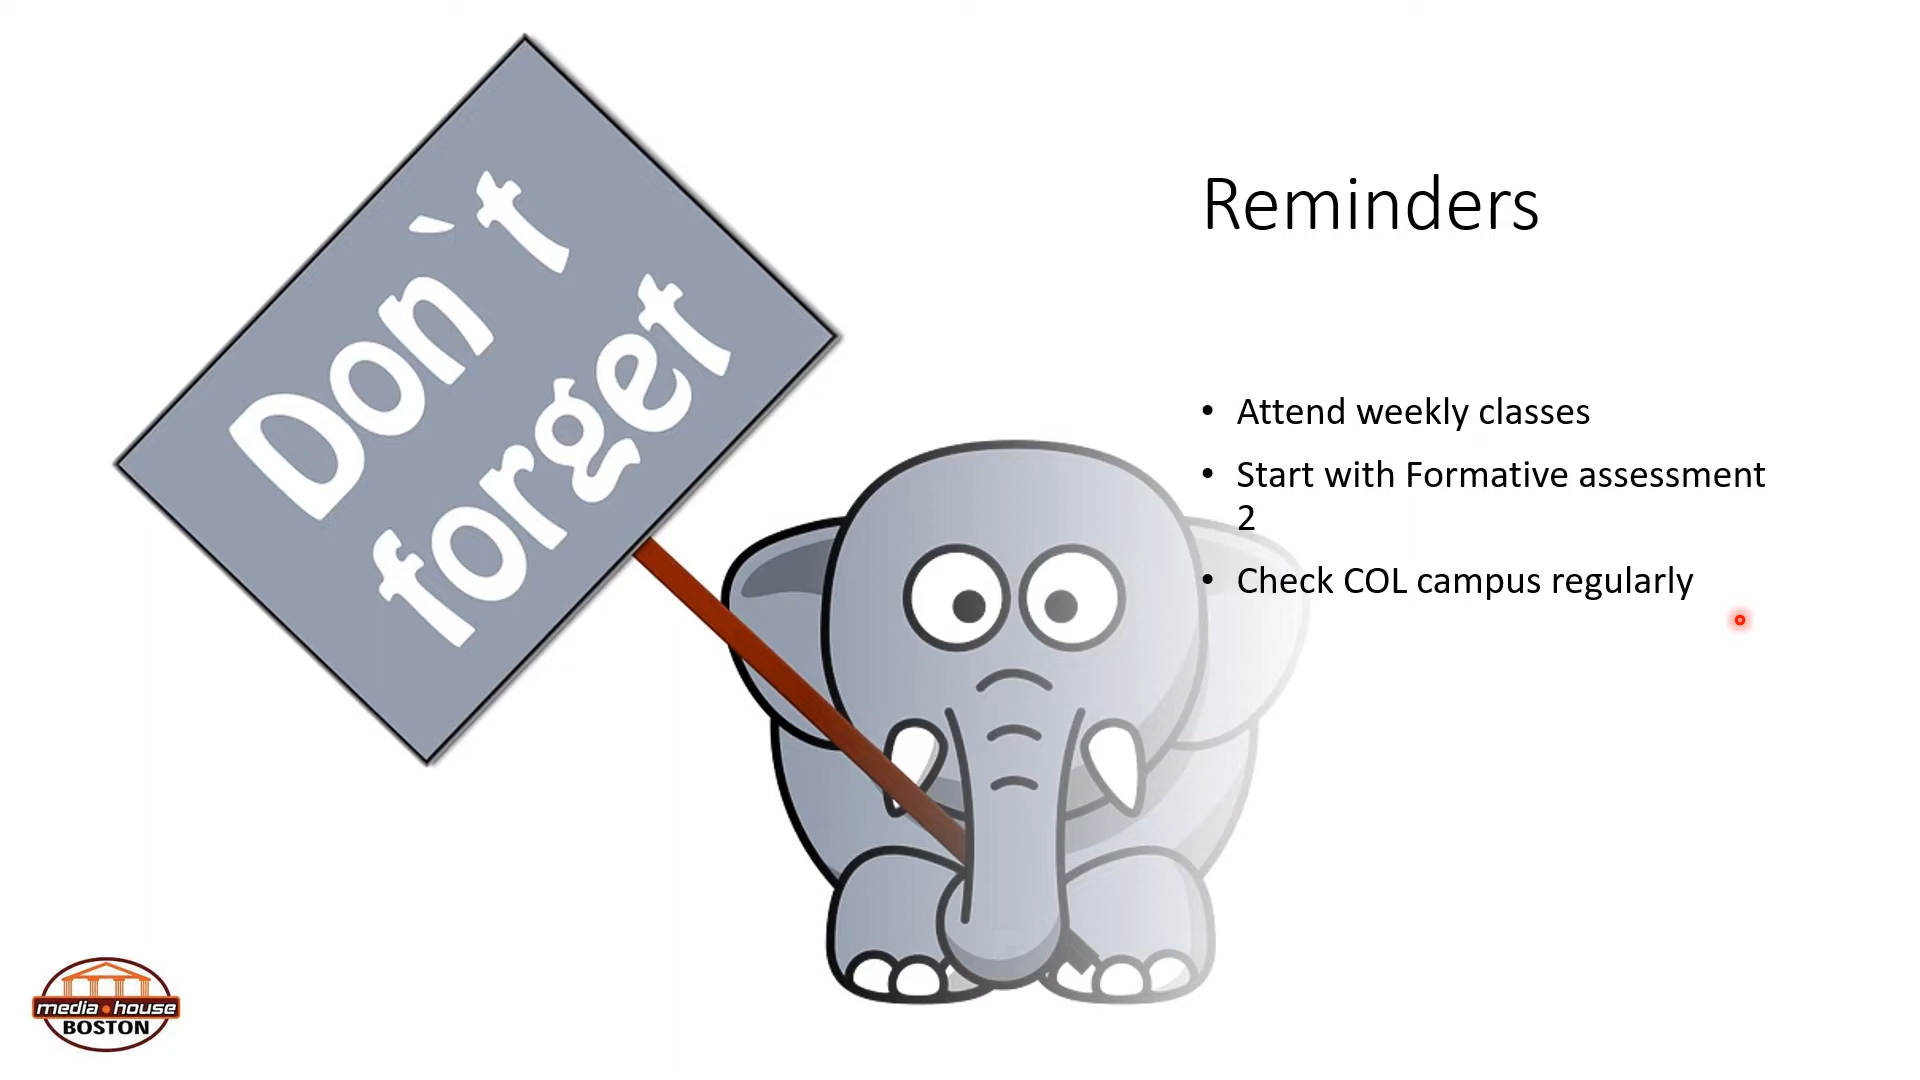 Don`t
forget
Reminders
• Attend weekly classes
• Start with Formative assessment
2
• Check COL campus regularly
media•house
BOSTON